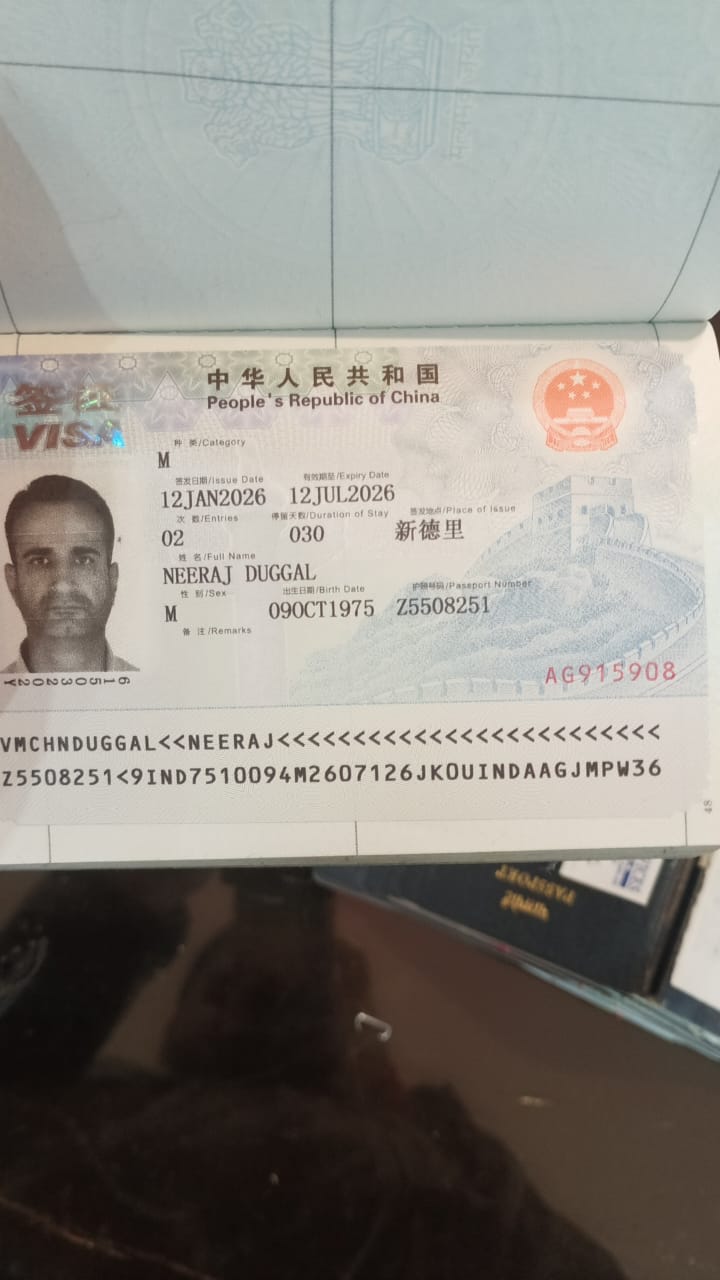 签证
VISA
中华人民共和国
People's Republic of China
种 类/Category
M
签发日期/Issue Date 有效期至/Expiry Date
12JAN2026 12JUL2026
次 数/Entries 停留天数/Duration of Stay 签发地点/Place of Issue
02 030 新德里
姓 名/Full Name
NEERAJ DUGGAL
性 别/Sex 出生日期/Birth Date 护照号码/Passport Number
M 09OCT1975 Z5508251
备 注/Remarks
AG915908
VMCHNDUGGAL<<NEERAJ<<<<<<<<<<<<<<<<<<<<<<<<<
Z5508251<9IND7510094M2607126JKOUINDAAGJMPW36
48
PASSPORT